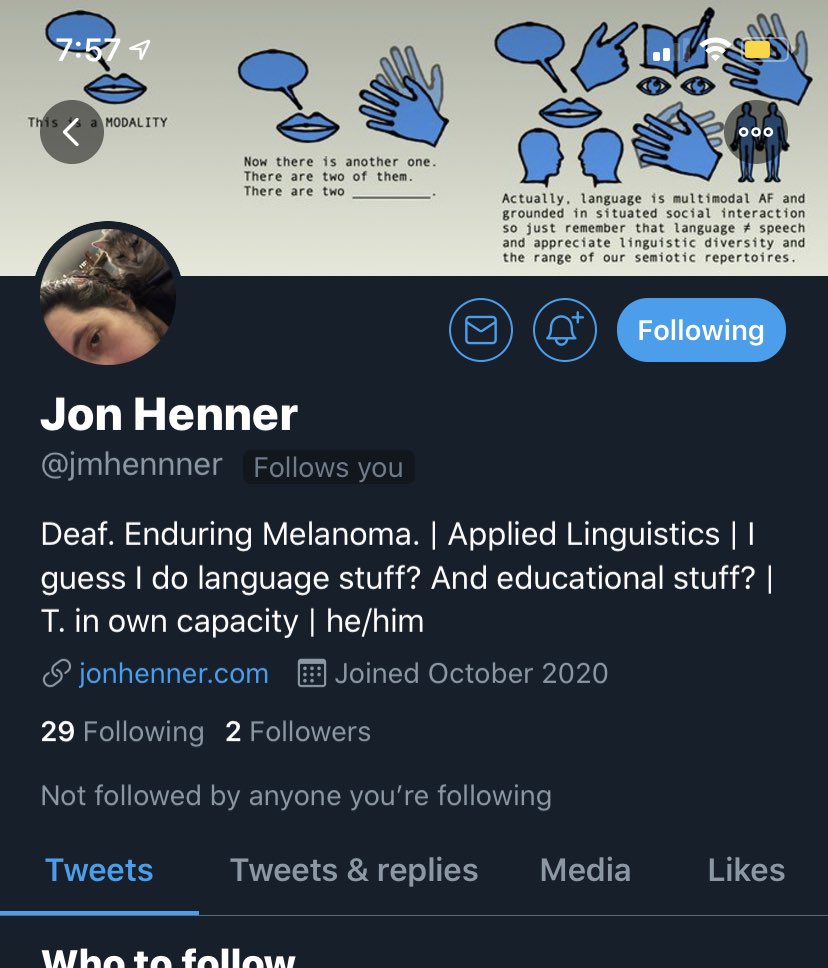 7:57
This is a MODALITY
Now there is another one.
There are two of them.
There are two ________.
Actually, language is multimodal AF and
grounded in situated social interaction
so just remember that language ≠ speech
and appreciate linguistic diversity and
the range of our semiotic repertoires.
Following
Jon Henner
@jmhennner Follows you
Deaf. Enduring Melanoma. | Applied Linguistics | I
guess I do language stuff? And educational stuff? |
T. in own capacity | he/him
jonhenner.com Joined October 2020
29 Following 2 Followers
Not followed by anyone you’re following
Tweets Tweets & replies Media Likes
Who to follow